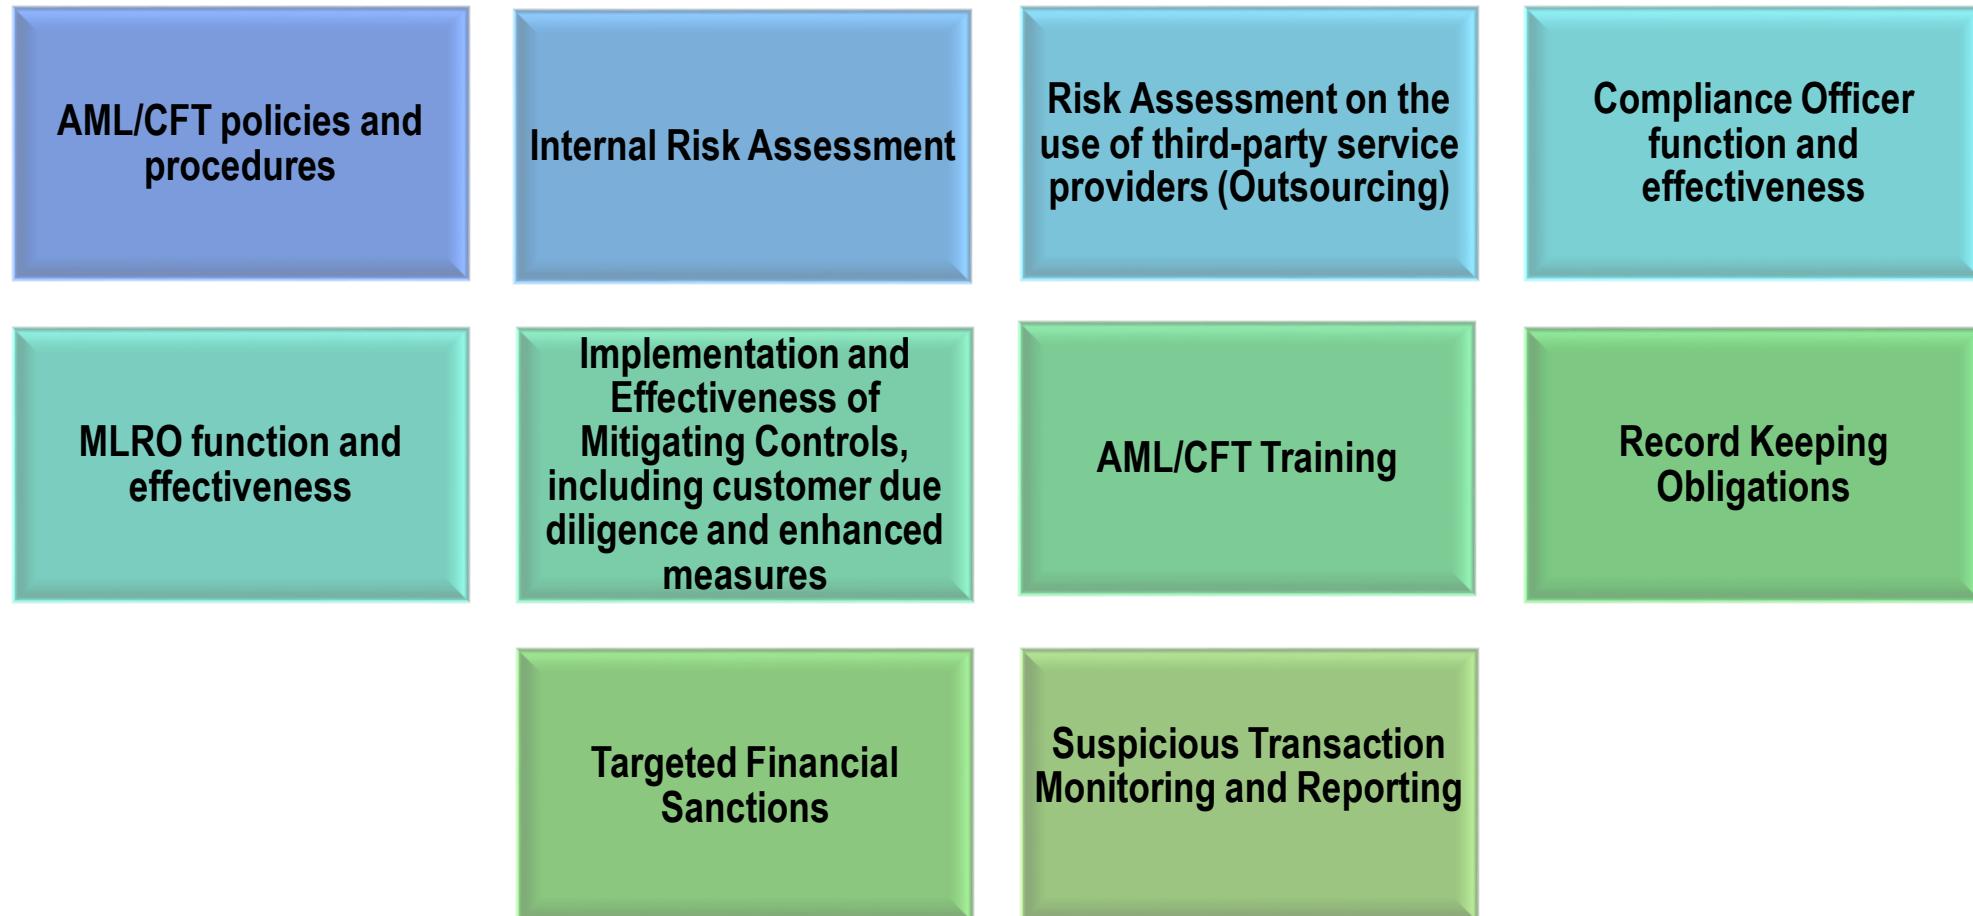 AML/CFT policies and
procedures
Internal Risk Assessment
Risk Assessment on the
use of third-party service
providers (Outsourcing)
Compliance Officer
function and
effectiveness
MLRO function and
effectiveness
Implementation and
Effectiveness of
Mitigating Controls,
including customer due
diligence and enhanced
measures
AML/CFT Training
Record Keeping
Obligations
Targeted Financial
Sanctions
Suspicious Transaction
Monitoring and Reporting